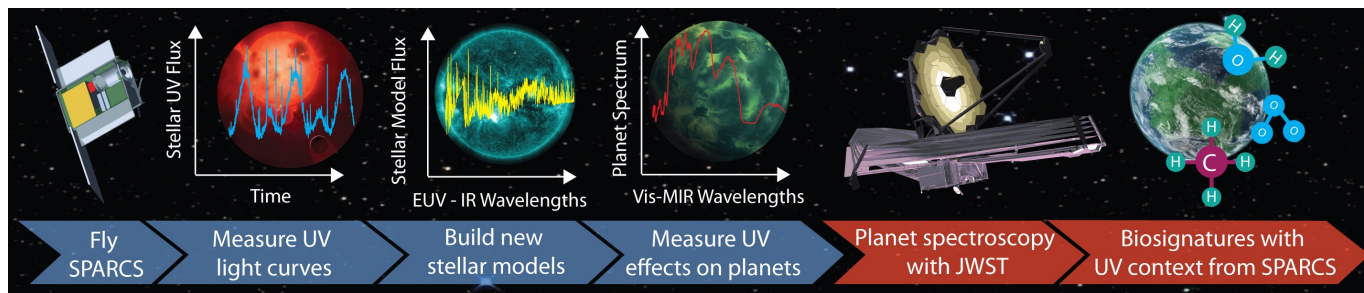 Stellar UV Flux
Time
Stellar Model Flux
EUV - IR Wavelengths
Planet Spectrum
Vis-MIR Wavelengths
H
H
O
O
O
O
H
H
C
H
H
Fly
SPARCS
Measure UV
light curves
Build new
stellar models
Measure UV
effects on planets
Planet spectroscopy
with JWST
Biosignatures with
UV context from SPARCS